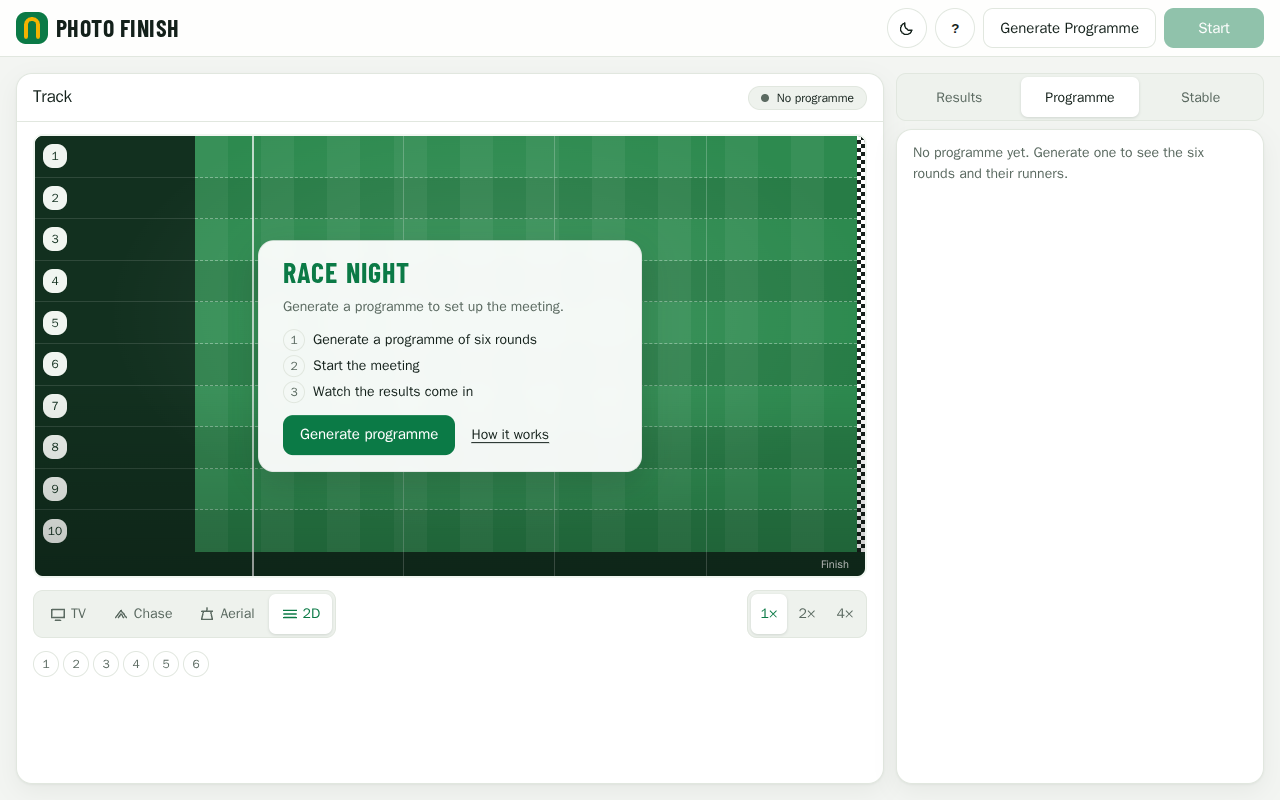 PHOTO FINISH
?
Generate Programme
Start
Track
No programme
1
2
3
4
5
6
7
8
9
10
RACE NIGHT
Generate a programme to set up the meeting.
1 Generate a programme of six rounds
2 Start the meeting
3 Watch the results come in
Generate programme
How it works
Finish
TV
Chase
Aerial
2D
1×
2×
4×
1 2 3 4 5 6
Results
Programme
Stable
No programme yet. Generate one to see the six
rounds and their runners.